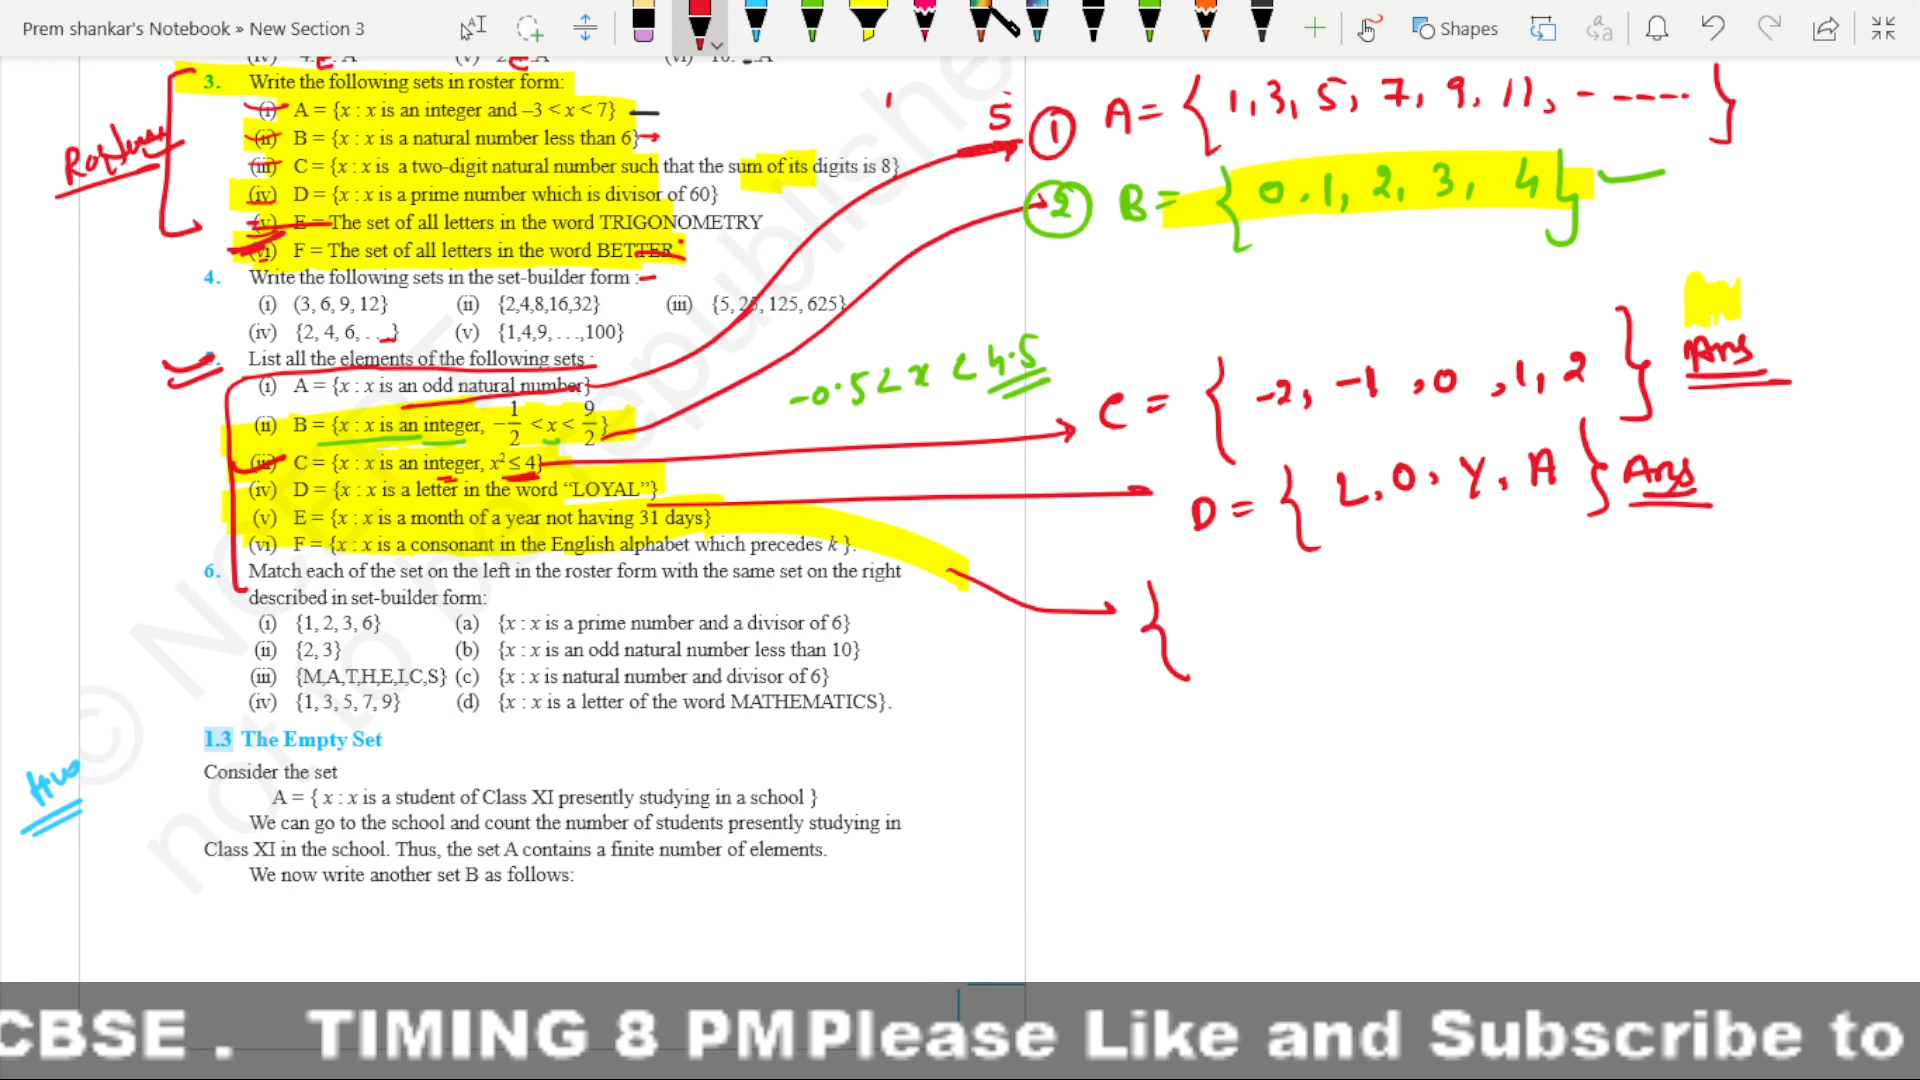 Prem shankar's Notebook » New Section 3
Shapes
3. Write the following sets in roster form:
(i) A = {x : x is an integer and –3 < x < 7}
(ii) B = {x : x is a natural number less than 6}
(iii) C = {x : x is a two-digit natural number such that the sum of its digits is 8}
(iv) D = {x : x is a prime number which is divisor of 60}
(v) E = The set of all letters in the word TRIGONOMETRY
(vi) F = The set of all letters in the word BETTER
4. Write the following sets in the set-builder form :
(i) (3, 6, 9, 12} (ii) {2,4,8,16,32} (iii) {5, 25, 125, 625}
(iv) {2, 4, 6, . . .} (v) {1,4,9, . . .,100}
List all the elements of the following sets :
(i) A = {x : x is an odd natural number}
(ii) B = {x : x is an integer, –1/2 < x < 9/2}
(iii) C = {x : x is an integer, x² ≤ 4}
(iv) D = {x : x is a letter in the word “LOYAL”}
(v) E = {x : x is a month of a year not having 31 days}
(vi) F = {x : x is a consonant in the English alphabet which precedes k }.
6. Match each of the set on the left in the roster form with the same set on the right
described in set-builder form:
(i) {1, 2, 3, 6} (a) {x : x is a prime number and a divisor of 6}
(ii) {2, 3} (b) {x : x is an odd natural number less than 10}
(iii) {M,A,T,H,E,I,C,S} (c) {x : x is natural number and divisor of 6}
(iv) {1, 3, 5, 7, 9} (d) {x : x is a letter of the word MATHEMATICS}.
1.3 The Empty Set
Consider the set
A = { x : x is a student of Class XI presently studying in a school }
We can go to the school and count the number of students presently studying in
Class XI in the school. Thus, the set A contains a finite number of elements.
We now write another set B as follows:
5 ① A = { 1, 3, 5, 7, 9, 11, - ----- }
② B = { 0, 1, 2, 3, 4 }
-0.5 < x < 4.5
C = { -2, -1, 0, 1, 2 } Ans
D = { L, O, Y, A } Ans
{
CBSE . TIMING 8 PM Please Like and Subscribe to